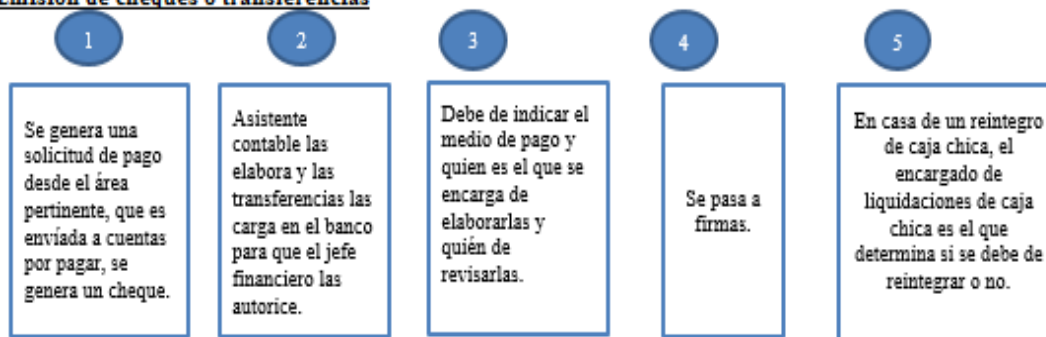 Emisión de cheques o transferencias
1
2
3
4
5
Se genera una
solicitud de pago
desde el área
pertinente, que es
envíada a cuentas
por pagar, se
genera un cheque.
Asistente
contable las
elabora y las
transferencias las
carga en el banco
para que el jefe
financiero las
autorice.
Debe de indicar el
medio de pago y
quien es el que se
encarga de
elaborarlas y
quién de
revisarlas.
Se pasa a
firmas.
En casa de un reintegro
de caja chica, el
encargado de
liquidaciones de caja
chica es el que
determina si se debe de
reintegrar o no.